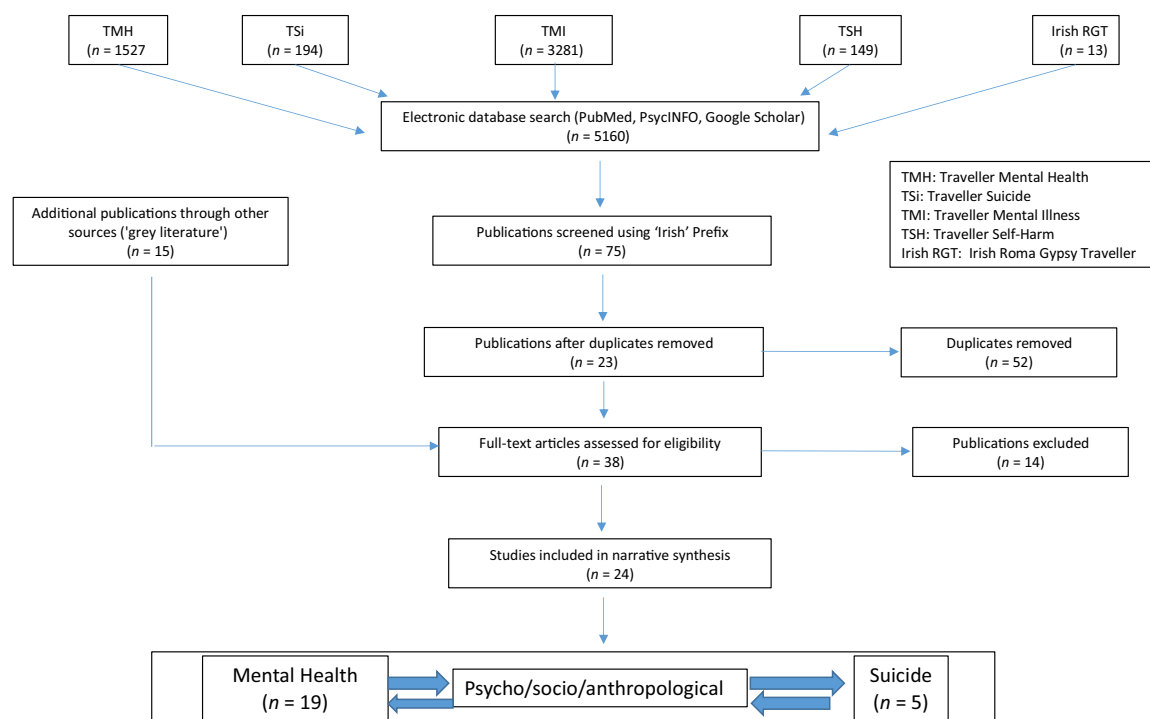 TMH
(n = 1527
TSi
(n = 194)
TMI
(n = 3281)
TSH
(n = 149)
Irish RGT
(n = 13)
Electronic database search (PubMed, PsycINFO, Google Scholar)
(n = 5160)
TMH: Traveller Mental Health
TSi: Traveller Suicide
TMI: Traveller Mental Illness
TSH: Traveller Self-Harm
Irish RGT: Irish Roma Gypsy Traveller
Additional publications through other
sources ('grey literature')
(n = 15)
Publications screened using ‘Irish’ Prefix
(n = 75)
Publications after duplicates removed
(n = 23)
Duplicates removed
(n = 52)
Full-text articles assessed for eligibility
(n = 38)
Publications excluded
(n = 14)
Studies included in narrative synthesis
(n = 24)
Mental Health
(n = 19)
Psycho/socio/anthropological
Suicide
(n = 5)